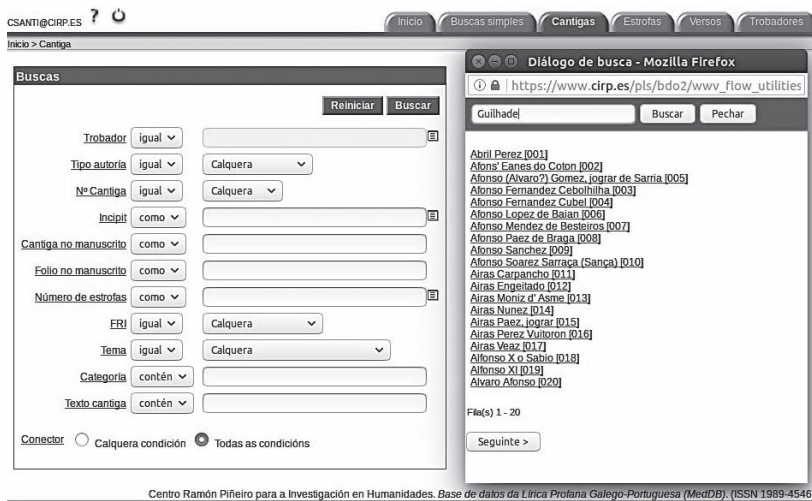 CSANTI@CIRP.ES ?
Inicio Buscas simples Cantigas Estrofas Versos Trobadores
Inicio > Cantiga
Buscas
Reiniciar Buscar
Trobador igual
Tipo autoría igual Calquera
Nº Cantiga igual Calquera
Incipit como
Cantiga no manuscrito como
Folio no manuscrito como
Número de estrofas como
FRI igual Calquera
Tema igual Calquera
Categoría contén
Texto cantiga contén
Conector Calquera condición Todas as condicións
Diálogo de busca - Mozilla Firefox
https://www.cirp.es/pls/bdo2/wwv_flow_utilities
Guilhade Buscar Pechar
Abril Perez [001]
Afons' Eanes do Coton [002]
Afonso (Alvaro?) Gomez, jograr de Sarria [005]
Afonso Fernandez Cebolhilha [003]
Afonso Fernandez Cubel [004]
Afonso Lopez de Baian [006]
Afonso Mendez de Besteiros [007]
Afonso Paez de Braga [008]
Afonso Sanchez [009]
Afonso Soarez Sarraça (Sança) [010]
Airas Carpancho [011]
Airas Engeitado [012]
Airas Moniz d' Asme [013]
Airas Nunez [014]
Airas Paez, jograr [015]
Airas Perez Vuitoron [016]
Airas Veaz [017]
Alfonso X o Sabio [018]
Alfonso XI [019]
Alvaro Afonso [020]
Fila(s) 1 - 20
Seguinte >
Centro Ramón Piñeiro para a Investigación en Humanidades. Base de datos da Lírica Profana Galego-Portuguesa (MedDB). (ISSN 1989-4546